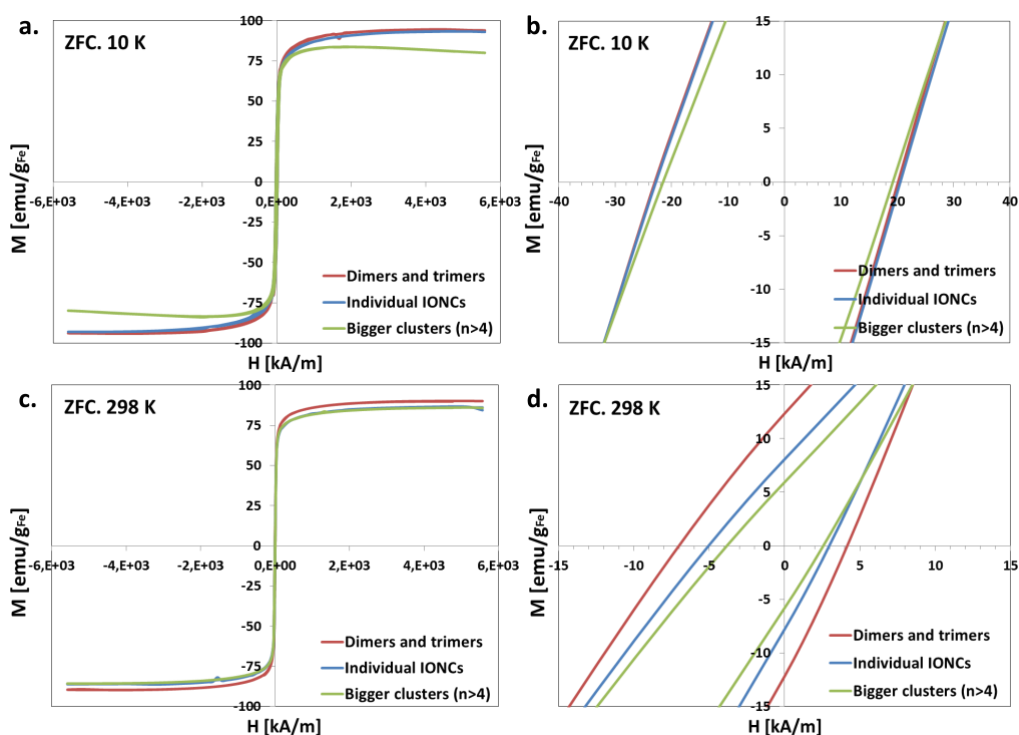 a.
ZFC. 10 K
100
75
50
25
0
-25
-50
-75
-100
-6,E+03 -4,E+03 -2,E+03 0,E+00 2,E+03 4,E+03 6,E+03
M [emu/gFe]
H [kA/m]
Dimers and trimers
Individual IONCs
Bigger clusters (n>4)
b.
ZFC. 10 K
15
10
5
0
-5
-10
-15
-40 -30 -20 -10 0 10 20 30 40
M [emu/gFe]
H [kA/m]
Dimers and trimers
Individual IONCs
Bigger clusters (n>4)
c.
ZFC. 298 K
100
75
50
25
0
-25
-50
-75
-100
-6,E+03 -4,E+03 -2,E+03 0,E+00 2,E+03 4,E+03 6,E+03
M [emu/gFe]
H [kA/m]
Dimers and trimers
Individual IONCs
Bigger clusters (n>4)
d.
ZFC. 298 K
15
10
5
0
-5
-10
-15
-15 -10 -5 0 5 10 15
M [emu/gFe]
H [kA/m]
Dimers and trimers
Individual IONCs
Bigger clusters (n>4)